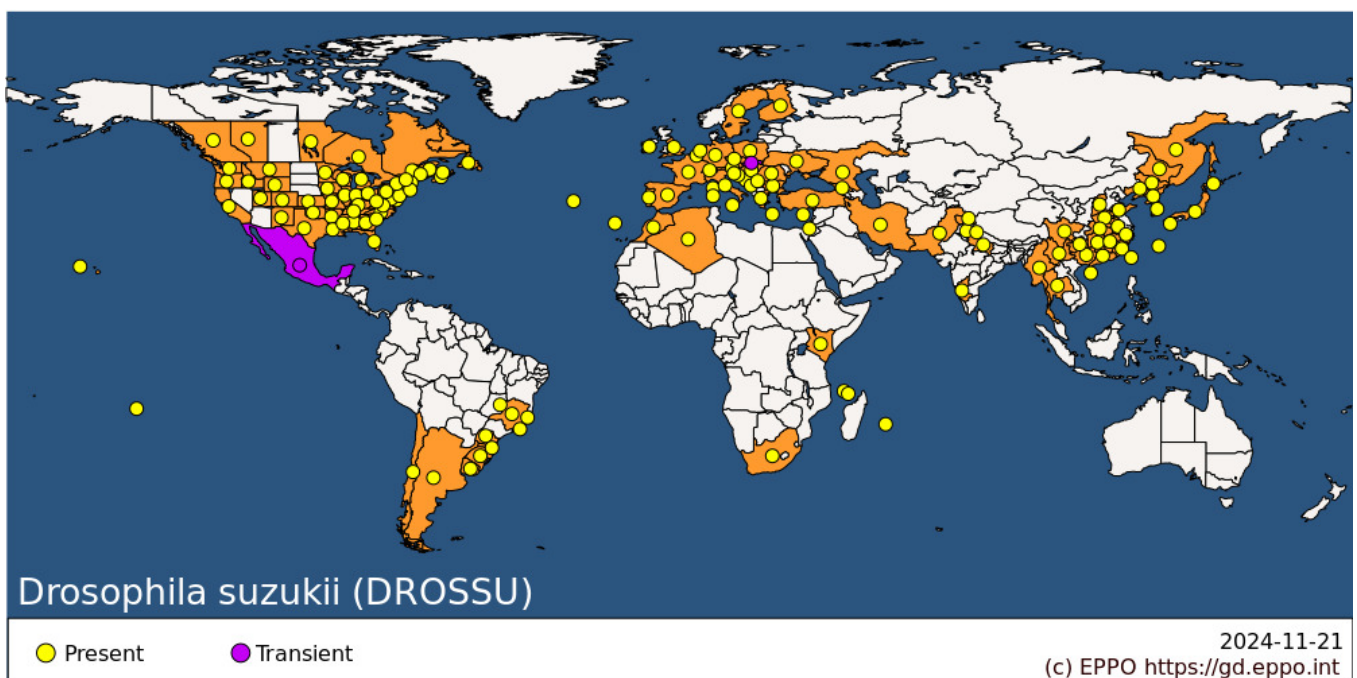 Drosophila suzukii (DROSSU)
Present
Transient
2024-11-21
(c) EPPO https://gd.eppo.int